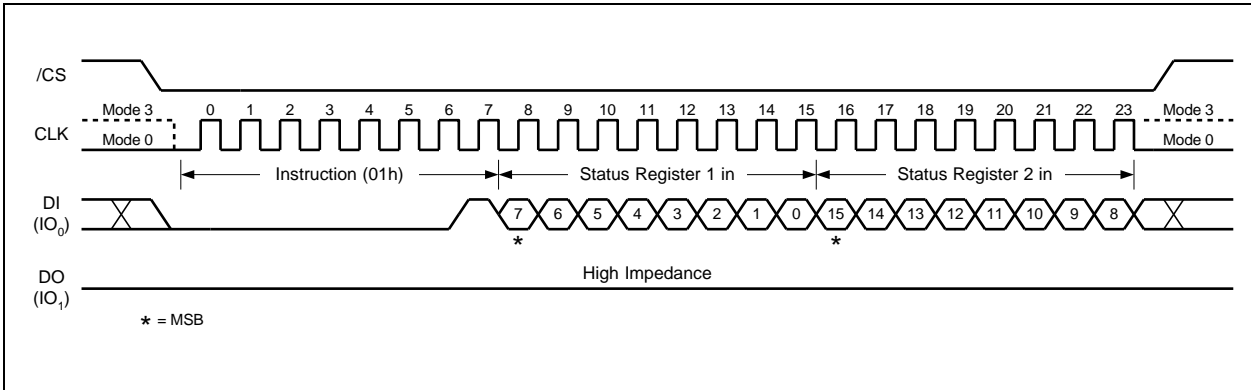 /CS
Mode 3 0 1 2 3 4 5 6 7 8 9 10 11 12 13 14 15 16 17 18 19 20 21 22 23 Mode 3
CLK
Mode 0 Mode 0
Instruction (01h) Status Register 1 in Status Register 2 in
DI
(IO0)
7 6 5 4 3 2 1 0 15 14 13 12 11 10 9 8
* *
High Impedance
DO
(IO1)
* = MSB